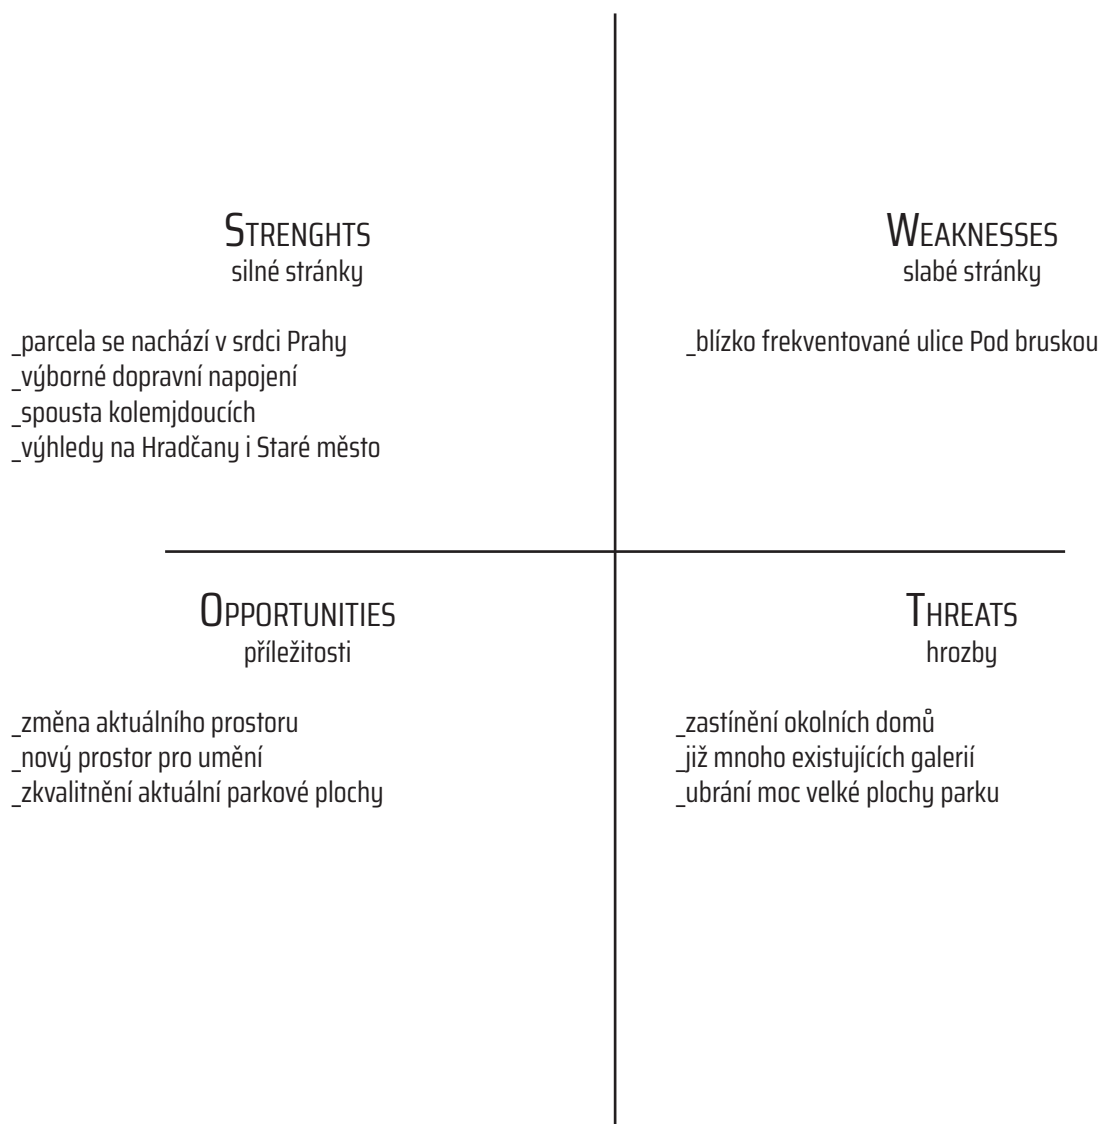 STRENGHTS
silné stránky
_parcela se nachází v srdci Prahy
_výborné dopravní napojení
_spousta kolemjdoucích
_výhledy na Hradčany i Staré město
WEAKNESSES
slabé stránky
_blízko frekventované ulice Pod bruskou
OPPORTUNITIES
příležitosti
_změna aktuálního prostoru
_nový prostor pro umění
_zkvalitnění aktuální parkové plochy
THREATS
hrozby
_zastínění okolních domů
_již mnoho existujících galerií
_ubrání moc velké plochy parku